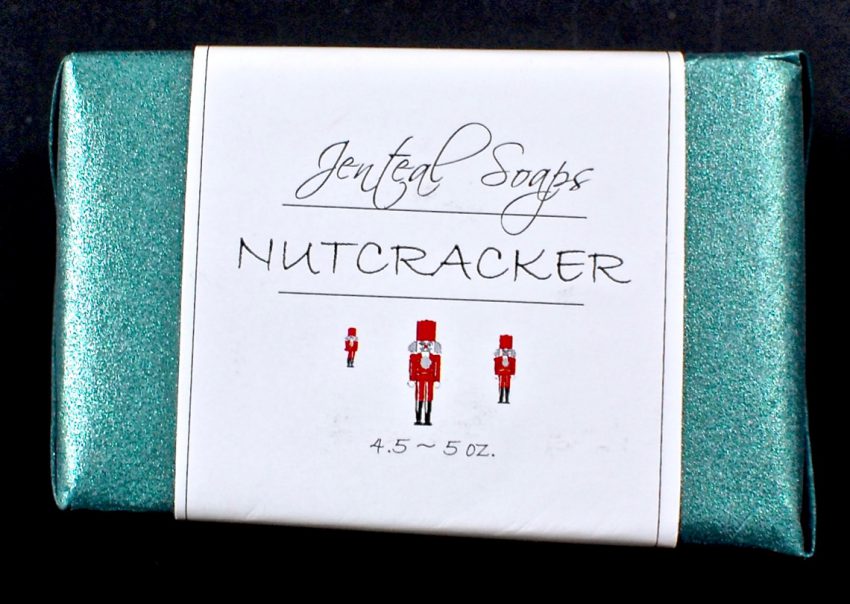 Jenteal Soaps
NUTCRACKER
4.5 ~ 5 oz.